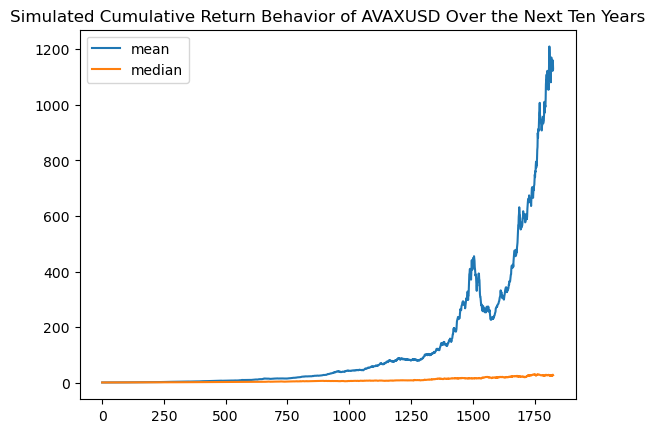 Simulated Cumulative Return Behavior of AVAXUSD Over the Next Ten Years
mean
median
1200
1000
800
600
400
200
0
0 250 500 750 1000 1250 1500 1750